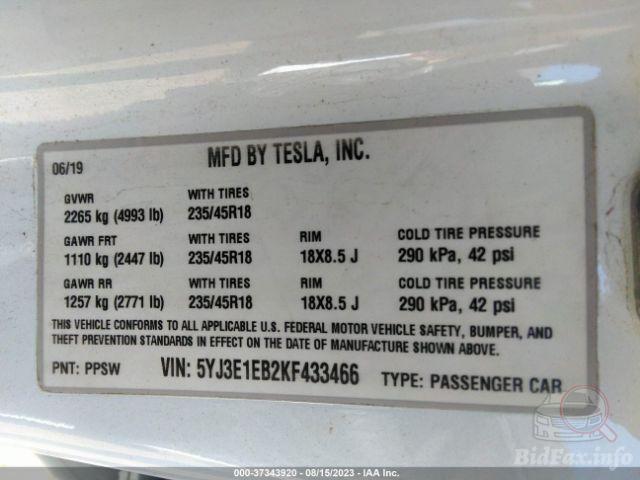 06/19 MFD BY TESLA, INC.
GVWR WITH TIRES
2265 kg (4993 lb) 235/45R18
GAWR FRT WITH TIRES RIM COLD TIRE PRESSURE
1110 kg (2447 lb) 235/45R18 18X8.5 J 290 kPa, 42 psi
GAWR RR WITH TIRES RIM COLD TIRE PRESSURE
1257 kg (2771 lb) 235/45R18 18X8.5 J 290 kPa, 42 psi
THIS VEHICLE CONFORMS TO ALL APPLICABLE U.S. FEDERAL MOTOR VEHICLE SAFETY, BUMPER, AND
THEFT PREVENTION STANDARDS IN EFFECT ON THE DATE OF MANUFACTURE SHOWN ABOVE.
PNT: PPSW VIN: 5YJ3E1EB2KF433466 TYPE: PASSENGER CAR
BidFax.info
000-37343920 - 08/15/2023 - IAA Inc.